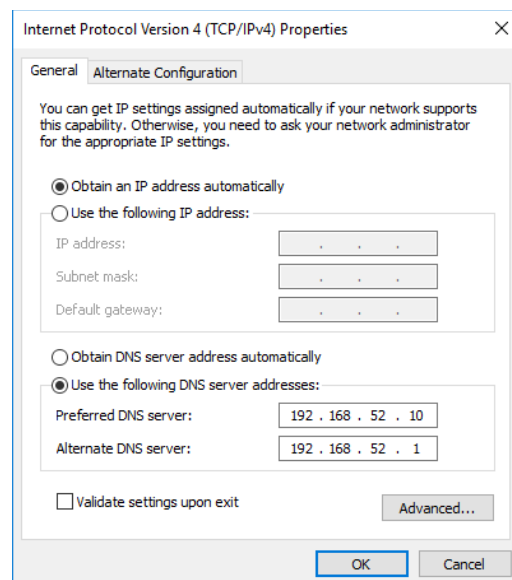 Internet Protocol Version 4 (TCP/IPv4) Properties
General
Alternate Configuration
You can get IP settings assigned automatically if your network supports
this capability. Otherwise, you need to ask your network administrator
for the appropriate IP settings.
Obtain an IP address automatically
Use the following IP address:
IP address:
Subnet mask:
Default gateway:
Obtain DNS server address automatically
Use the following DNS server addresses:
Preferred DNS server: 192 . 168 . 52 . 10
Alternate DNS server: 192 . 168 . 52 . 1
Validate settings upon exit
Advanced...
OK Cancel